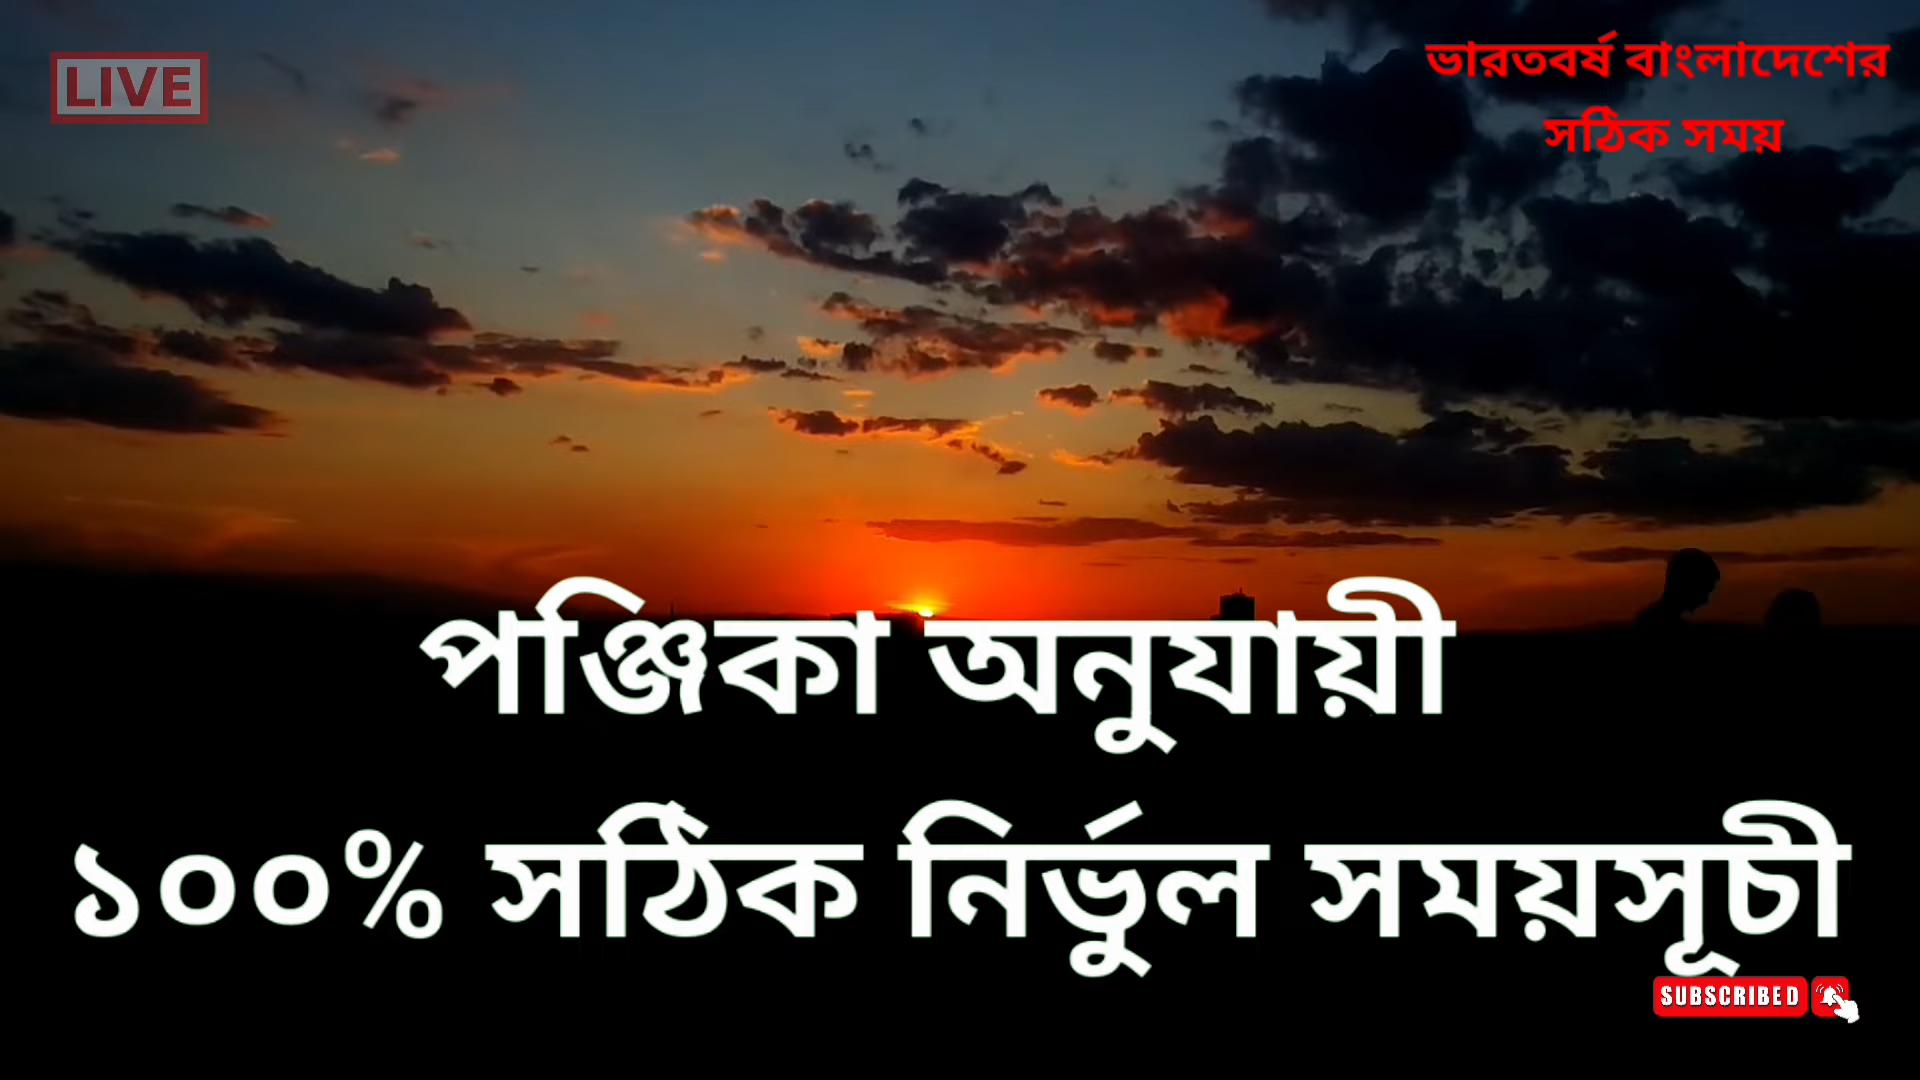 LIVE
ভারতবর্ষ বাংলাদেশের
সঠিক সময়
পঞ্জিকা অনুযায়ী
১০০% সঠিক নির্ভুল সময়সূচী
SUBSCRIBED